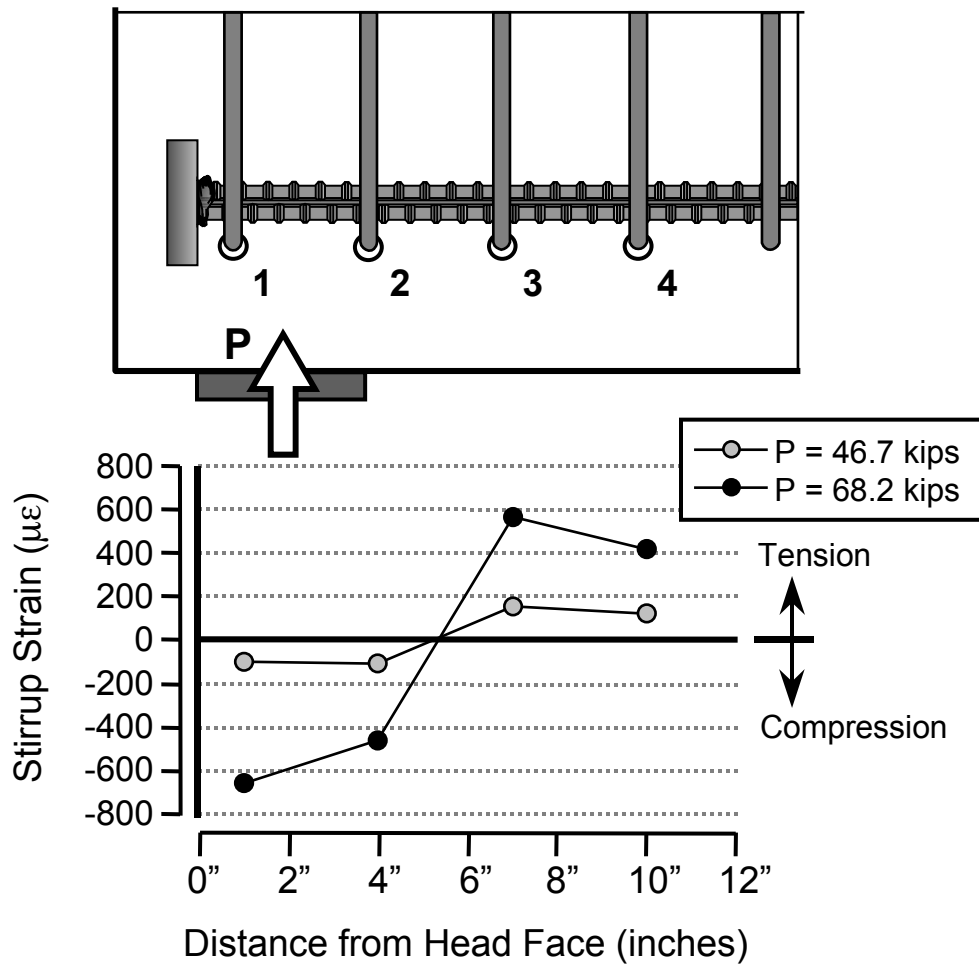 1 2 3 4
P
P = 46.7 kips
P = 68.2 kips
800
600
400
200
0
-200
-400
-600
-800
Stirrup Strain (με)
Tension
Compression
0” 2” 4” 6” 8” 10” 12”
Distance from Head Face (inches)